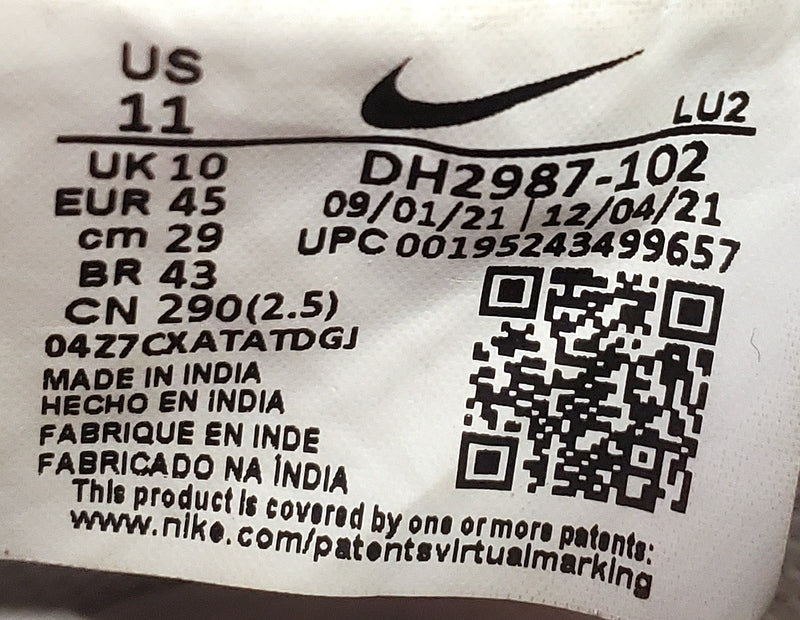 US
11
LU2
UK 10
EUR 45
cm 29
BR 43
CN 290(2.5)
DH2987-102
09/01/21 | 12/04/21
UPC 00195243499657
04Z7CXATATDGJ
MADE IN INDIA
HECHO EN INDIA
FABRIQUE EN INDE
FABRICADO NA ÍNDIA
This product is covered by one or more patents:
www.nike.com/patentsvirtualmarking